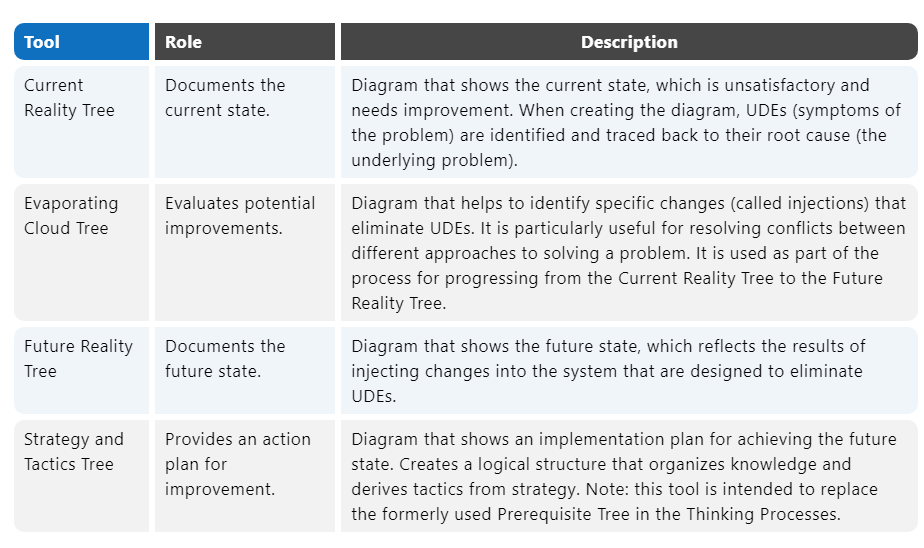 Tool Role Description
Current
Reality Tree
Documents the
current state.
Diagram that shows the current state, which is unsatisfactory and
needs improvement. When creating the diagram, UDEs (symptoms of
the problem) are identified and traced back to their root cause (the
underlying problem).
Evaporating
Cloud Tree
Evaluates potential
improvements.
Diagram that helps to identify specific changes (called injections) that
eliminate UDEs. It is particularly useful for resolving conflicts between
different approaches to solving a problem. It is used as part of the
process for progressing from the Current Reality Tree to the Future
Reality Tree.
Future Reality
Tree
Documents the
future state.
Diagram that shows the future state, which reflects the results of
injecting changes into the system that are designed to eliminate
UDEs.
Strategy and
Tactics Tree
Provides an action
plan for
improvement.
Diagram that shows an implementation plan for achieving the future
state. Creates a logical structure that organizes knowledge and
derives tactics from strategy. Note: this tool is intended to replace
the formerly used Prerequisite Tree in the Thinking Processes.